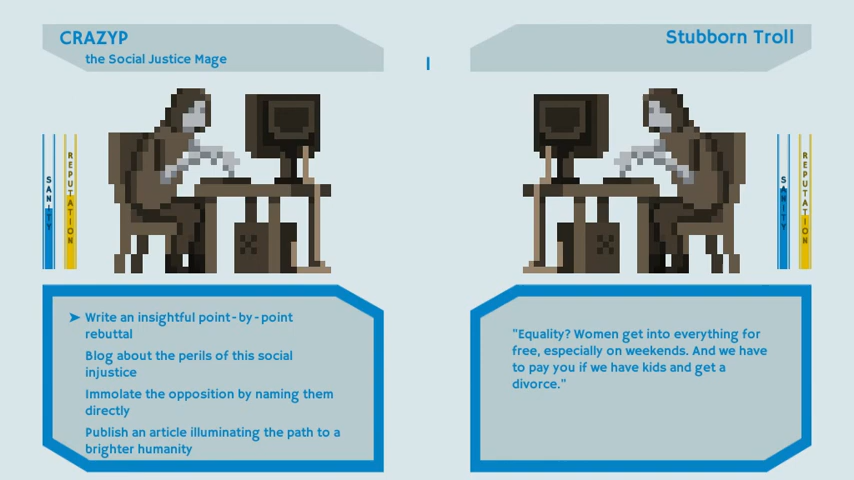 CRAZYP
the Social Justice Mage
Stubborn Troll
SANITY
REPUTATION
SANITY
REPUTATION
Write an insightful point-by-point
rebuttal
Blog about the perils of this social
injustice
Immolate the opposition by naming them
directly
Publish an article illuminating the path to a
brighter humanity
"Equality? Women get into everything for
free, especially on weekends. And we have
to pay you if we have kids and get a
divorce."